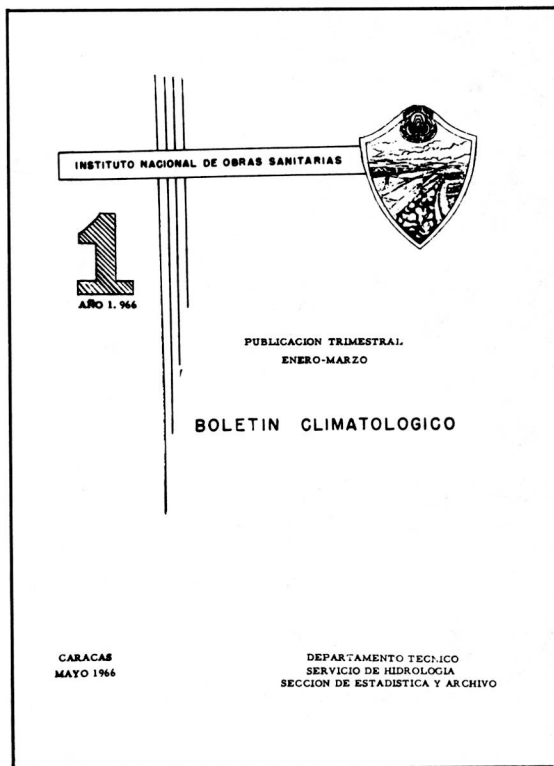 INSTITUTO NACIONAL DE OBRAS SANITARIAS
1
AÑO 1.966
PUBLICACION TRIMESTRAL
ENERO-MARZO
BOLETIN CLIMATOLOGICO
CARACAS
MAYO 1966
DEPARTAMENTO TECNICO
SERVICIO DE HIDROLOGIA
SECCION DE ESTADISTICA Y ARCHIVO